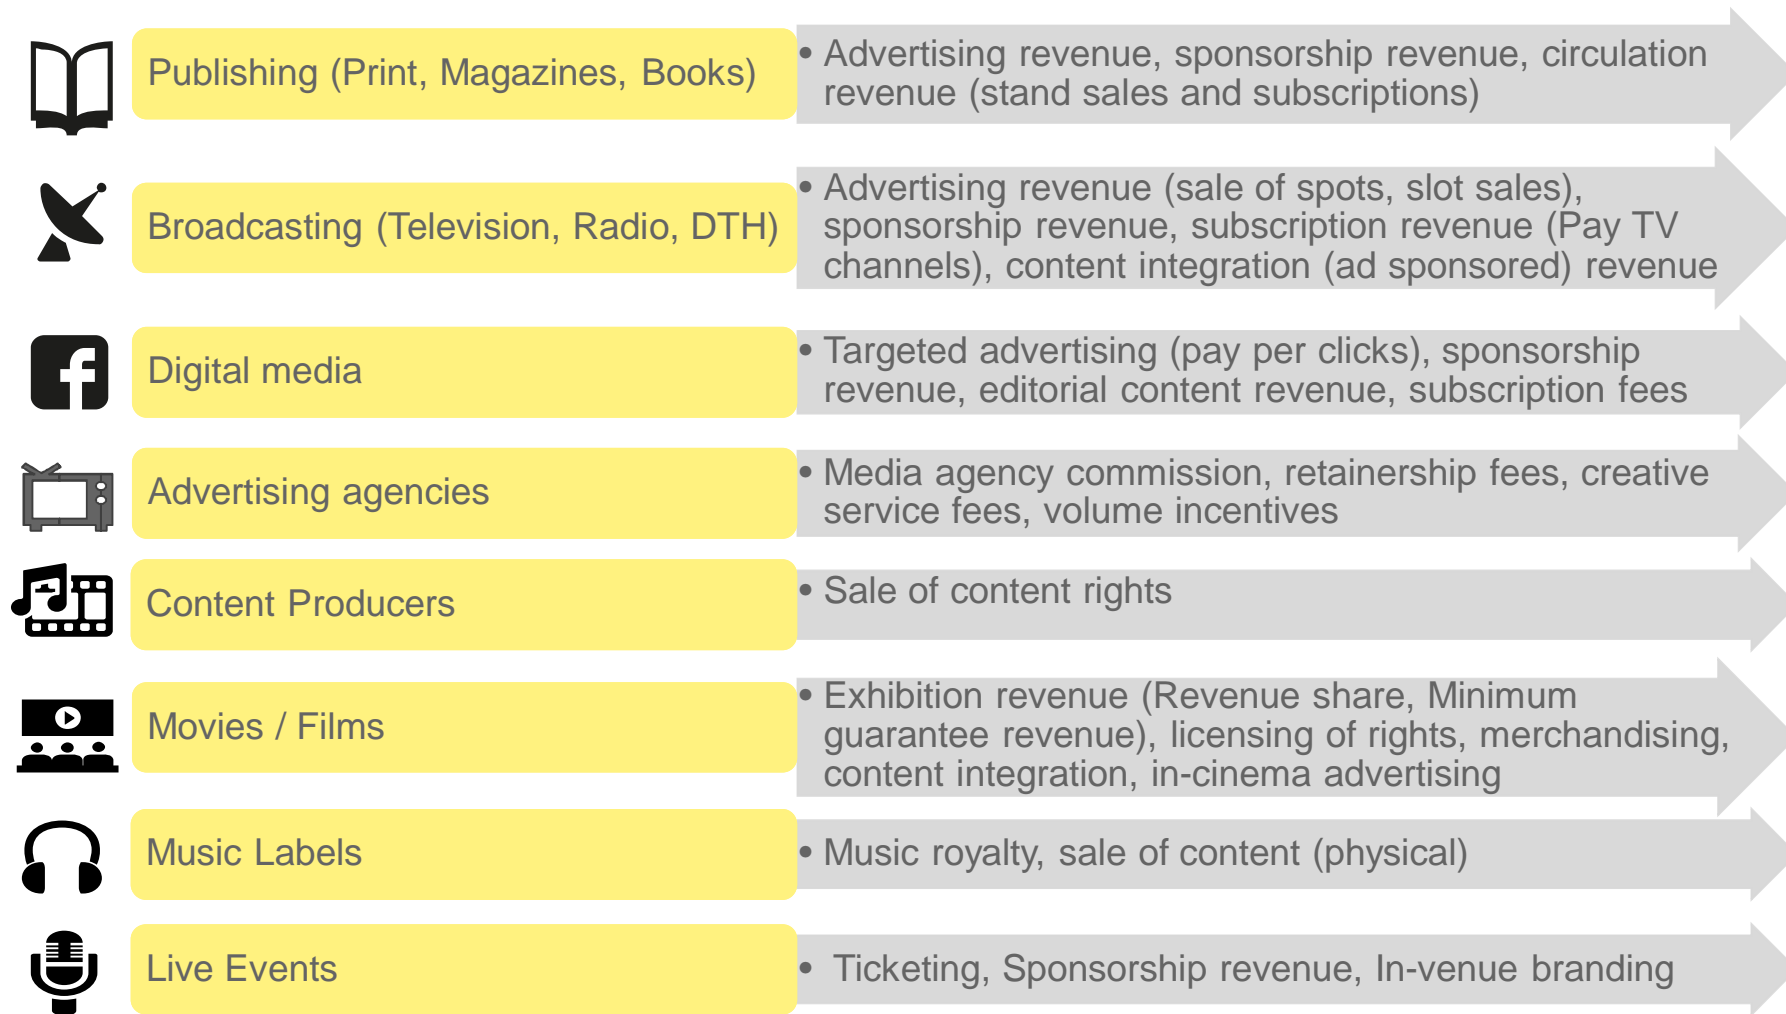 Publishing (Print, Magazines, Books)
• Advertising revenue, sponsorship revenue, circulation
revenue (stand sales and subscriptions)
Broadcasting (Television, Radio, DTH)
• Advertising revenue (sale of spots, slot sales),
sponsorship revenue, subscription revenue (Pay TV
channels), content integration (ad sponsored) revenue
Digital media
• Targeted advertising (pay per clicks), sponsorship
revenue, editorial content revenue, subscription fees
Advertising agencies
• Media agency commission, retainership fees, creative
service fees, volume incentives
Content Producers
• Sale of content rights
Movies / Films
• Exhibition revenue (Revenue share, Minimum
guarantee revenue), licensing of rights, merchandising,
content integration, in-cinema advertising
Music Labels
• Music royalty, sale of content (physical)
Live Events
• Ticketing, Sponsorship revenue, In-venue branding